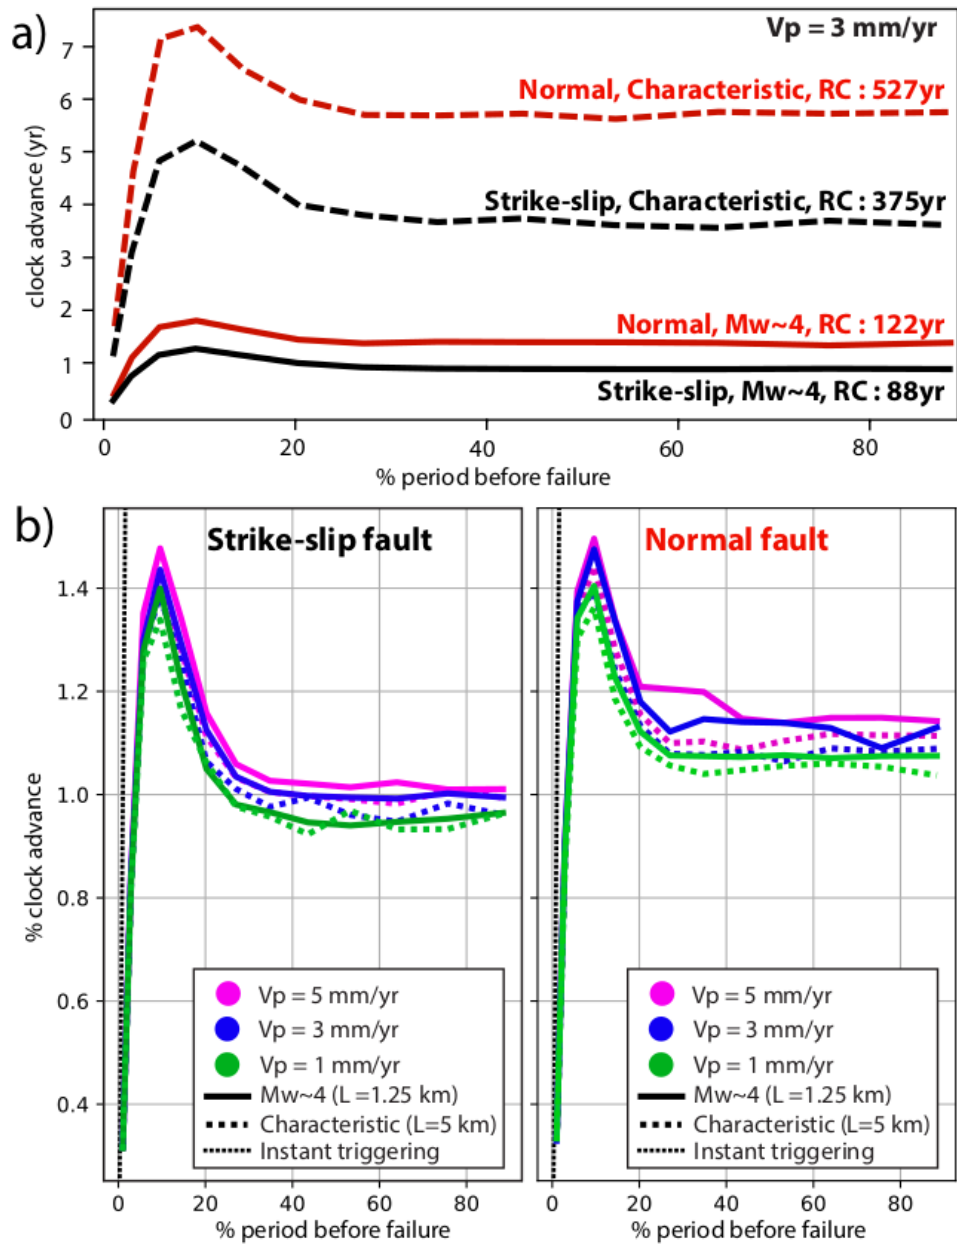 a)
Vp = 3 mm/yr
7
6
5
4
3
2
1
0
clock advance (yr)
Normal, Characteristic, RC : 527yr
Strike-slip, Characteristic, RC : 375yr
Normal, Mw~4, RC : 122yr
Strike-slip, Mw~4, RC : 88yr
0 20 40 60 80
% period before failure
b)
Strike-slip fault
Normal fault
1.4
1.2
1.0
0.8
0.6
0.4
% clock advance
Vp = 5 mm/yr
Vp = 3 mm/yr
Vp = 1 mm/yr
Mw~4 (L =1.25 km)
Characteristic (L=5 km)
Instant triggering
Vp = 5 mm/yr
Vp = 3 mm/yr
Vp = 1 mm/yr
Mw~4 (L =1.25 km)
Characteristic (L=5 km)
Instant triggering
0 20 40 60 80
0 20 40 60 80
% period before failure
% period before failure